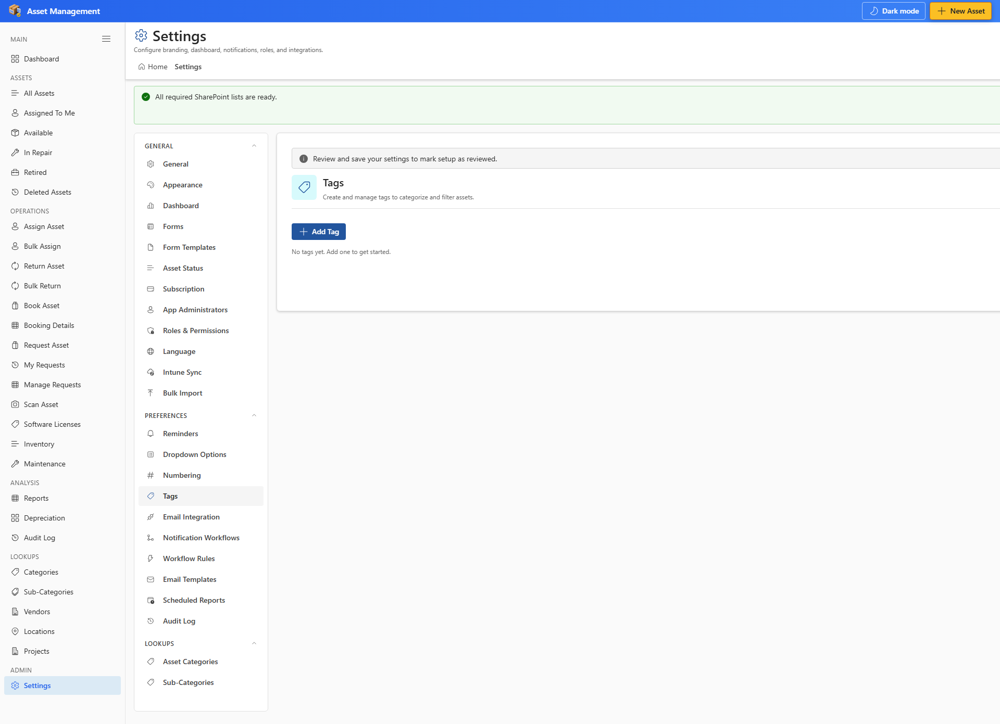 Asset Management
Dark mode
New Asset
MAIN
Dashboard
ASSETS
All Assets
Assigned To Me
Available
In Repair
Retired
Deleted Assets
OPERATIONS
Assign Asset
Bulk Assign
Return Asset
Bulk Return
Book Asset
Booking Details
Request Asset
My Requests
Manage Requests
Scan Asset
Software Licenses
Inventory
Maintenance
ANALYSIS
Reports
Depreciation
Audit Log
LOOKUPS
Categories
Sub-Categories
Vendors
Locations
Projects
ADMIN
Settings
Settings
Configure branding, dashboard, notifications, roles, and integrations.
Home Settings
All required SharePoint lists are ready.
GENERAL
General
Appearance
Dashboard
Forms
Form Templates
Asset Status
Subscription
App Administrators
Roles & Permissions
Language
Intune Sync
Bulk Import
PREFERENCES
Reminders
Dropdown Options
Numbering
Tags
Email Integration
Notification Workflows
Workflow Rules
Email Templates
Scheduled Reports
Audit Log
LOOKUPS
Asset Categories
Sub-Categories
Review and save your settings to mark setup as reviewed.
Tags
Create and manage tags to categorize and filter assets.
Add Tag
No tags yet. Add one to get started.